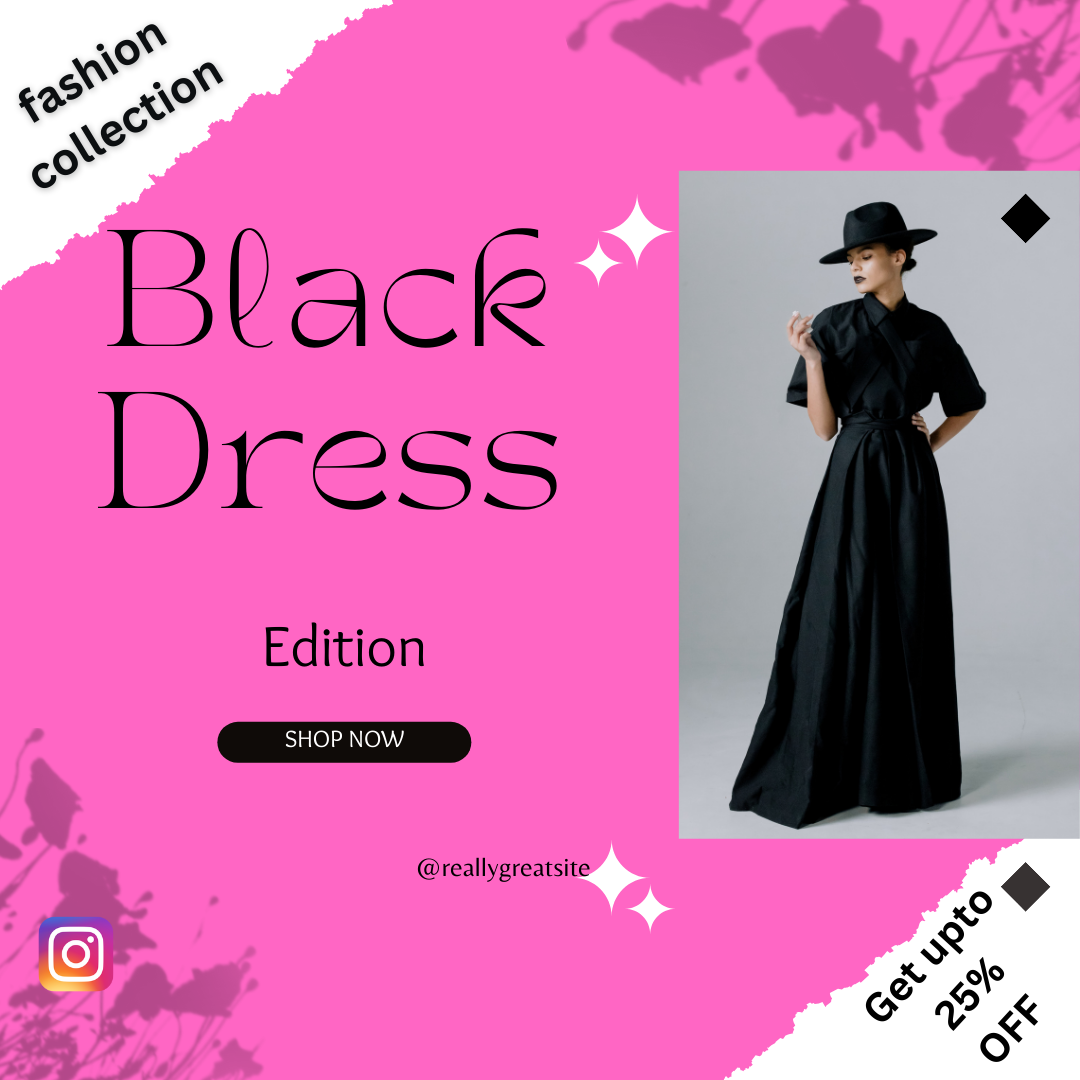 fashion
collection
Black
Dress
Edition
SHOP NOW
@reallygreatsite
Get upto
25%
OFF